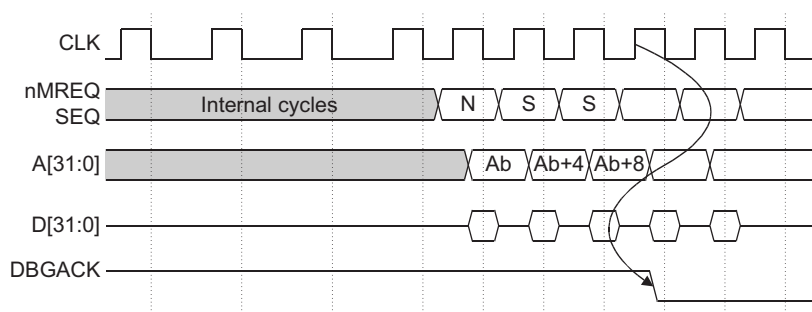 CLK
nMREQ
SEQ
Internal cycles
N
S
S
A[31:0]
Ab
Ab+4
Ab+8
D[31:0]
DBGACK